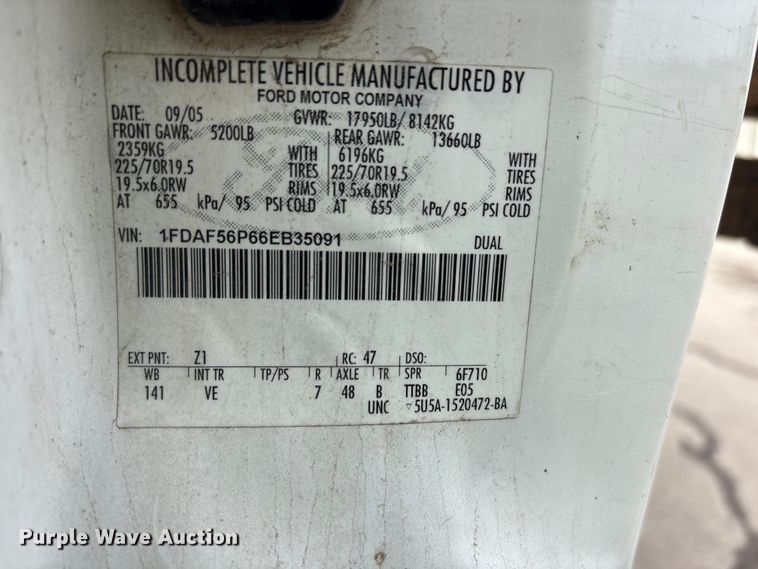 INCOMPLETE VEHICLE MANUFACTURED BY
FORD MOTOR COMPANY
DATE: 09/05 GVWR: 17950LB/ 8142KG
FRONT GAWR: 5200LB REAR GAWR: 13660LB
2359KG WITH 6196KG WITH
225/70R19.5 TIRES 225/70R19.5 TIRES
19.5x6.0RW RIMS 19.5x6.0RW RIMS
AT 655 kPa/ 95 PSI COLD AT 655 kPa/ 95 PSI COLD
VIN: 1FDAF56P66EB35091 DUAL
EXT PNT: Z1 RC: 47 DSO:
WB INT TR TP/PS R AXLE TR SPR 6F710
141 VE 7 48 B TTBB E05
UNC ▽5U5A-1520472-BA
Purple Wave Auction